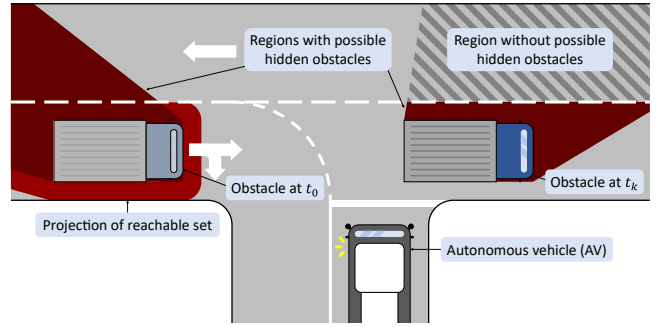 Regions with possible
hidden obstacles
Region without possible
hidden obstacles
Obstacle at t₀
Obstacle at tₖ
Projection of reachable set
Autonomous vehicle (AV)